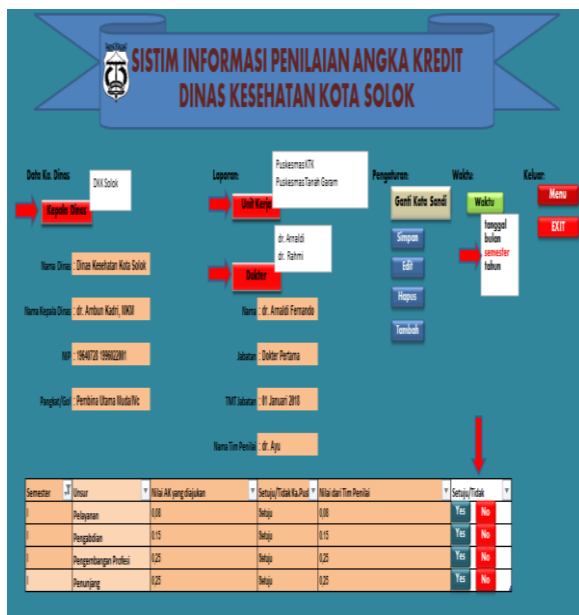 SISTIM INFORMASI PENILAIAN ANGKA KREDIT
DINAS KESEHATAN KOTA SOLOK
Data Ka. Dinas:
DKK Solok
Kepala Dinas
Laporan:
Puskesmas KTK
Puskesmas Tanah Garam
Unit Kerja
dr. Arnaldi
dr. Rahmi
Dokter
Pengaturan:
Ganti Kata Sandi
Simpan
Edit
Hapus
Tambah
Waktu:
Waktu
tanggal
bulan
semester
tahun
Keluar:
Menu
EXIT
Nama Dinas : Dinas Kesehatan Kota Solok
Nama Kepala Dinas : dr. Ambun Kadri, MKM
NIP : 19640720 1996022001
Pangkat/Gol : Pembina Utama Muda/IVc
Nama : dr. Arnaldi Fernando
Jabatan : Dokter Pertama
TMT Jabatan : 01 Januari 2018
Nama Tim Penilai : dr. Ayu
Semester Unsur Nilai AK yang diajukan Setuju/Tidak Ka.Pusk Nilai dari Tim Penilai Setuju/Tidak
I Pelayanan 0,08 Setuju 0,08 Yes No
I Pengabdian 0.15 Setuju 0.15 Yes No
I Pengembangan Profesi 0,25 Setuju 0,25 Yes No
I Penunjang 0,25 Setuju 0,25 Yes No